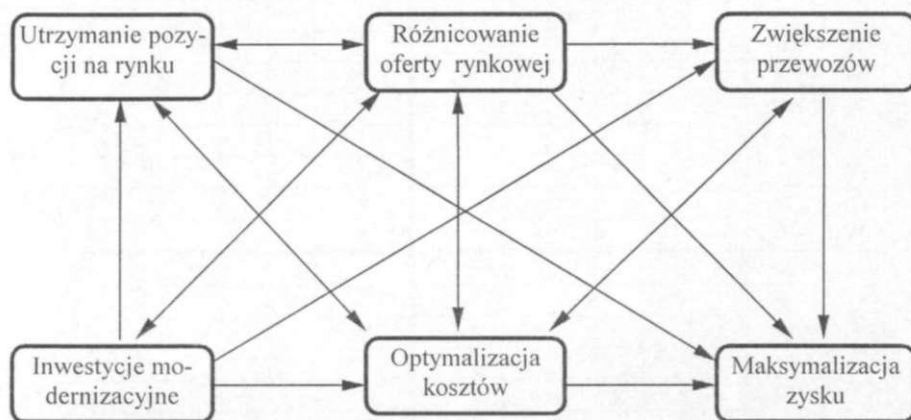 Utrzymanie pozy-
cji na rynku
Różnicowanie
oferty rynkowej
Zwiększenie
przewozów
Inwestycje mo-
dernizacyjne
Optymalizacja
kosztów
Maksymalizacja
zysku